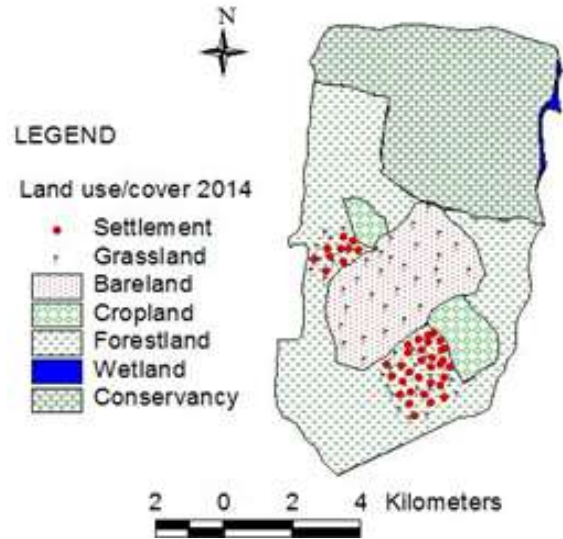 N
LEGEND
Land use/cover 2014
Settlement
Grassland
Bareland
Cropland
Forestland
Wetland
Conservancy
2 0 2 4 Kilometers